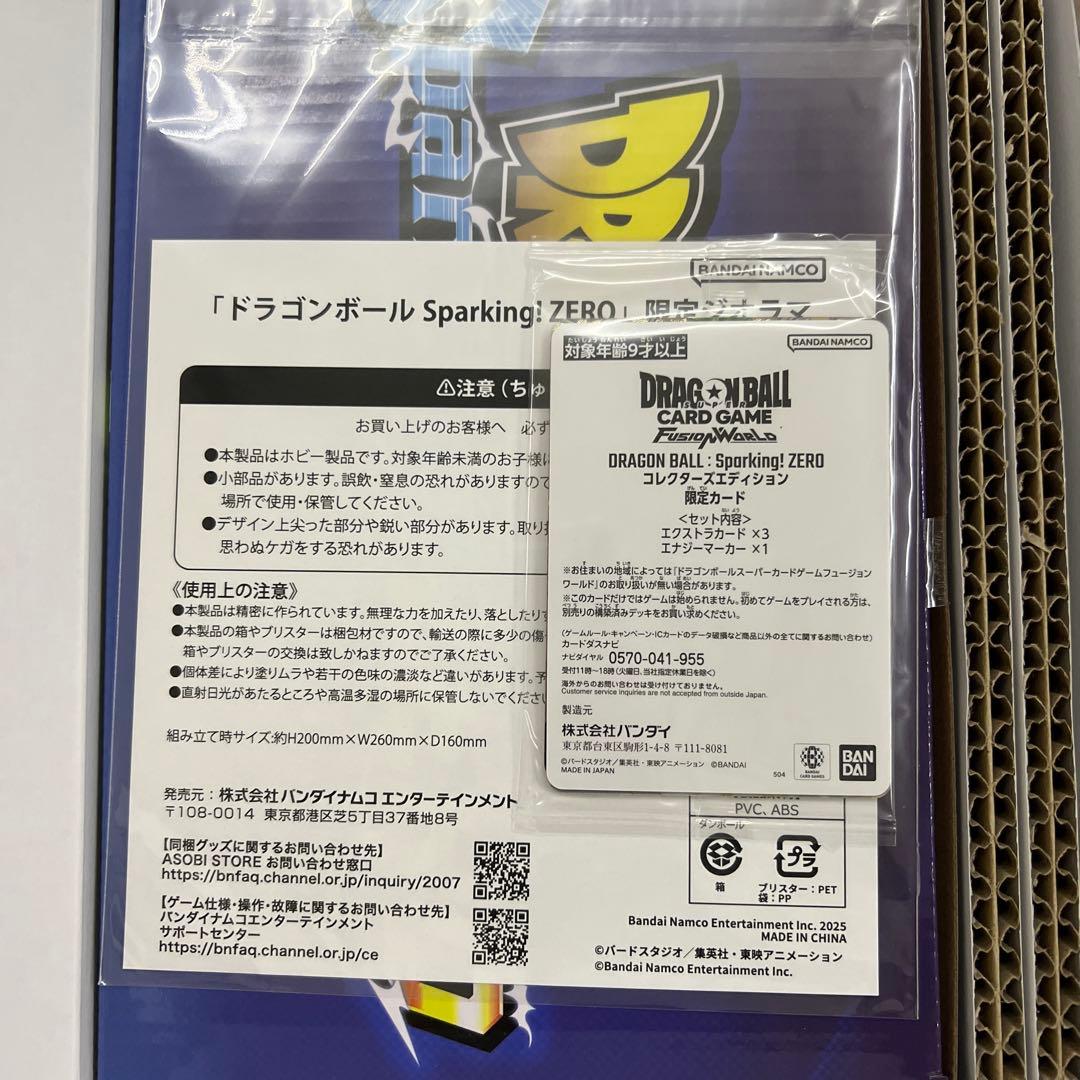 BANDAI NAMCO
「ドラゴンボール Sparking! ZERO」限定ジオラマ
⚠注意(ちゅ
お買い上げのお客様へ 必ず
●本製品はホビー製品です。対象年齢未満のお子様に
●小部品があります。誤飲・窒息の恐れがありますので
場所で使用・保管してください。
●デザイン上尖った部分や鋭い部分があります。取り扱
思わぬケガをする恐れがあります。
《使用上の注意》
●本製品は精密に作られています。無理な力を加えたり、落としたりす
●本製品の箱やブリスターは梱包材ですので、輸送の際に多少の傷
箱やブリスターの交換は致しかねますのでご了承ください。
●個体差により塗りムラや若干の色味の濃淡など違いがあります。予
●直射日光があたるところや高温多湿の場所に保管しないでくださ
組み立て時サイズ:約H200mm×W260mm×D160mm
発売元:株式会社バンダイナムコエンターテインメント
〒108-0014 東京都港区芝5丁目37番地8号
【同梱グッズに関するお問い合わせ先】
ASOBI STORE お問い合わせ窓口
https://bnfaq.channel.or.jp/inquiry/2007
【ゲーム仕様・操作・故障に関するお問い合わせ先】
バンダイナムコエンターテインメント
サポートセンター
https://bnfaq.channel.or.jp/ce
PVC、ABS
ダンボール
箱
プラ
ブリスター:PET
袋:PP
Bandai Namco Entertainment Inc. 2025
MADE IN CHINA
©バードスタジオ/集英社・東映アニメーション
©Bandai Namco Entertainment Inc.
たいしょうねんれい さい いじょう
対象年齢9才以上
BANDAI NAMCO
DRAGON BALL
SUPER
CARD GAME
FUSION WORLD
DRAGON BALL : Sparking! ZERO
コレクターズエディション
げんてい
限定カード
ないよう
<セット内容>
エクストラカード ×3
エナジーマーカー ×1
※お住まいの地域によっては「ドラゴンボールスーパーカードゲームフュージョン
ワールド」のお取り扱いが無い場合があります。
※このカードだけではゲームは始められません。初めてゲームをプレイされる方は、
別売りの構築済みデッキをお買い求めください。
(ゲームルール・キャンペーン・ICカードのデータ破損など商品以外の全てに関するお問い合わせ)
カードダスナビ
ナビダイヤル 0570-041-955
受付11時~18時(火曜日、当社指定休業日を除く)
海外からのお問い合わせは受け付けておりません。
Customer service inquiries are not accepted from outside Japan.
製造元
株式会社バンダイ
東京都台東区駒形1-4-8 〒111-8081
©バードスタジオ/集英社・東映アニメーション ©BANDAI
MADE IN JAPAN
504
BANDAI
CARD GAMES
BAN
DAI